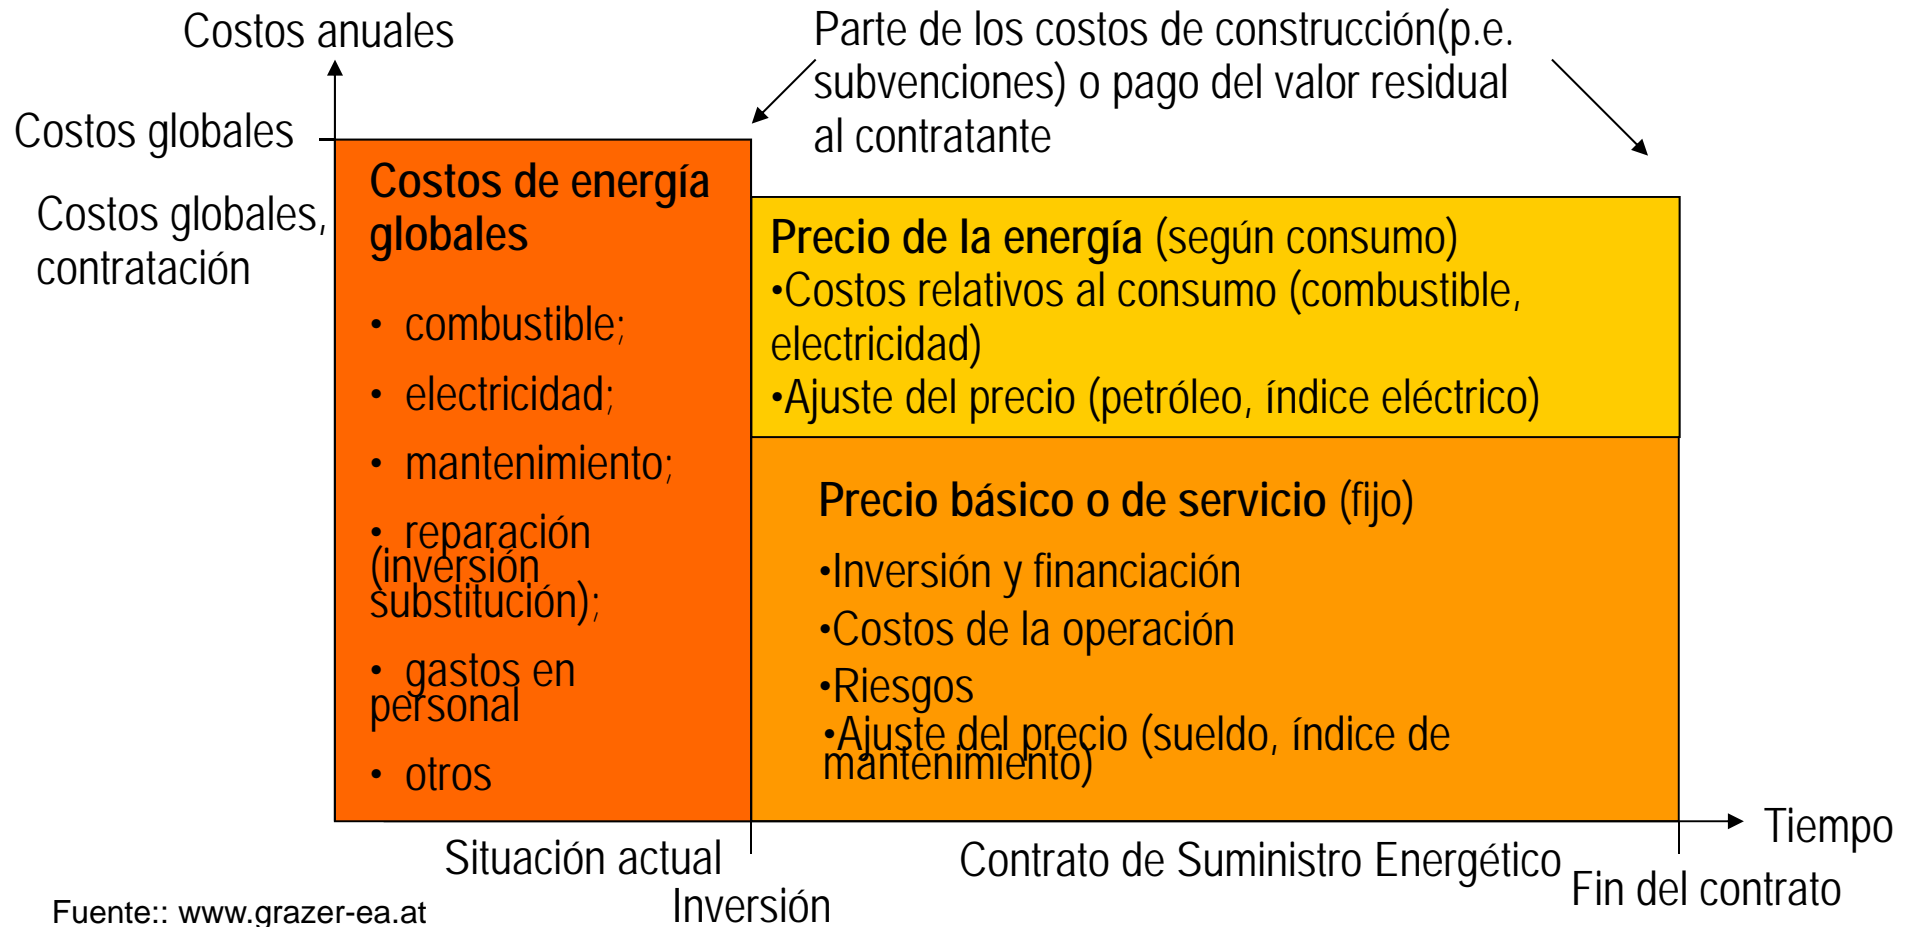 Costos anuales
Parte de los costos de construcción(p.e.
subvenciones) o pago del valor residual
al contratante
Costos globales
Costos globales,
contratación
Costos de energía
globales
• combustible;
• electricidad;
• mantenimiento;
• reparación
(inversión
substitución);
• gastos en
personal
• otros
Precio de la energía (según consumo)
•Costos relativos al consumo (combustible,
electricidad)
•Ajuste del precio (petróleo, índice eléctrico)
Precio básico o de servicio (fijo)
•Inversión y financiación
•Costos de la operación
•Riesgos
•Ajuste del precio (sueldo, índice de
mantenimiento)
Tiempo
Situación actual
Contrato de Suministro Energético
Fin del contrato
Inversión
Fuente:: www.grazer-ea.at